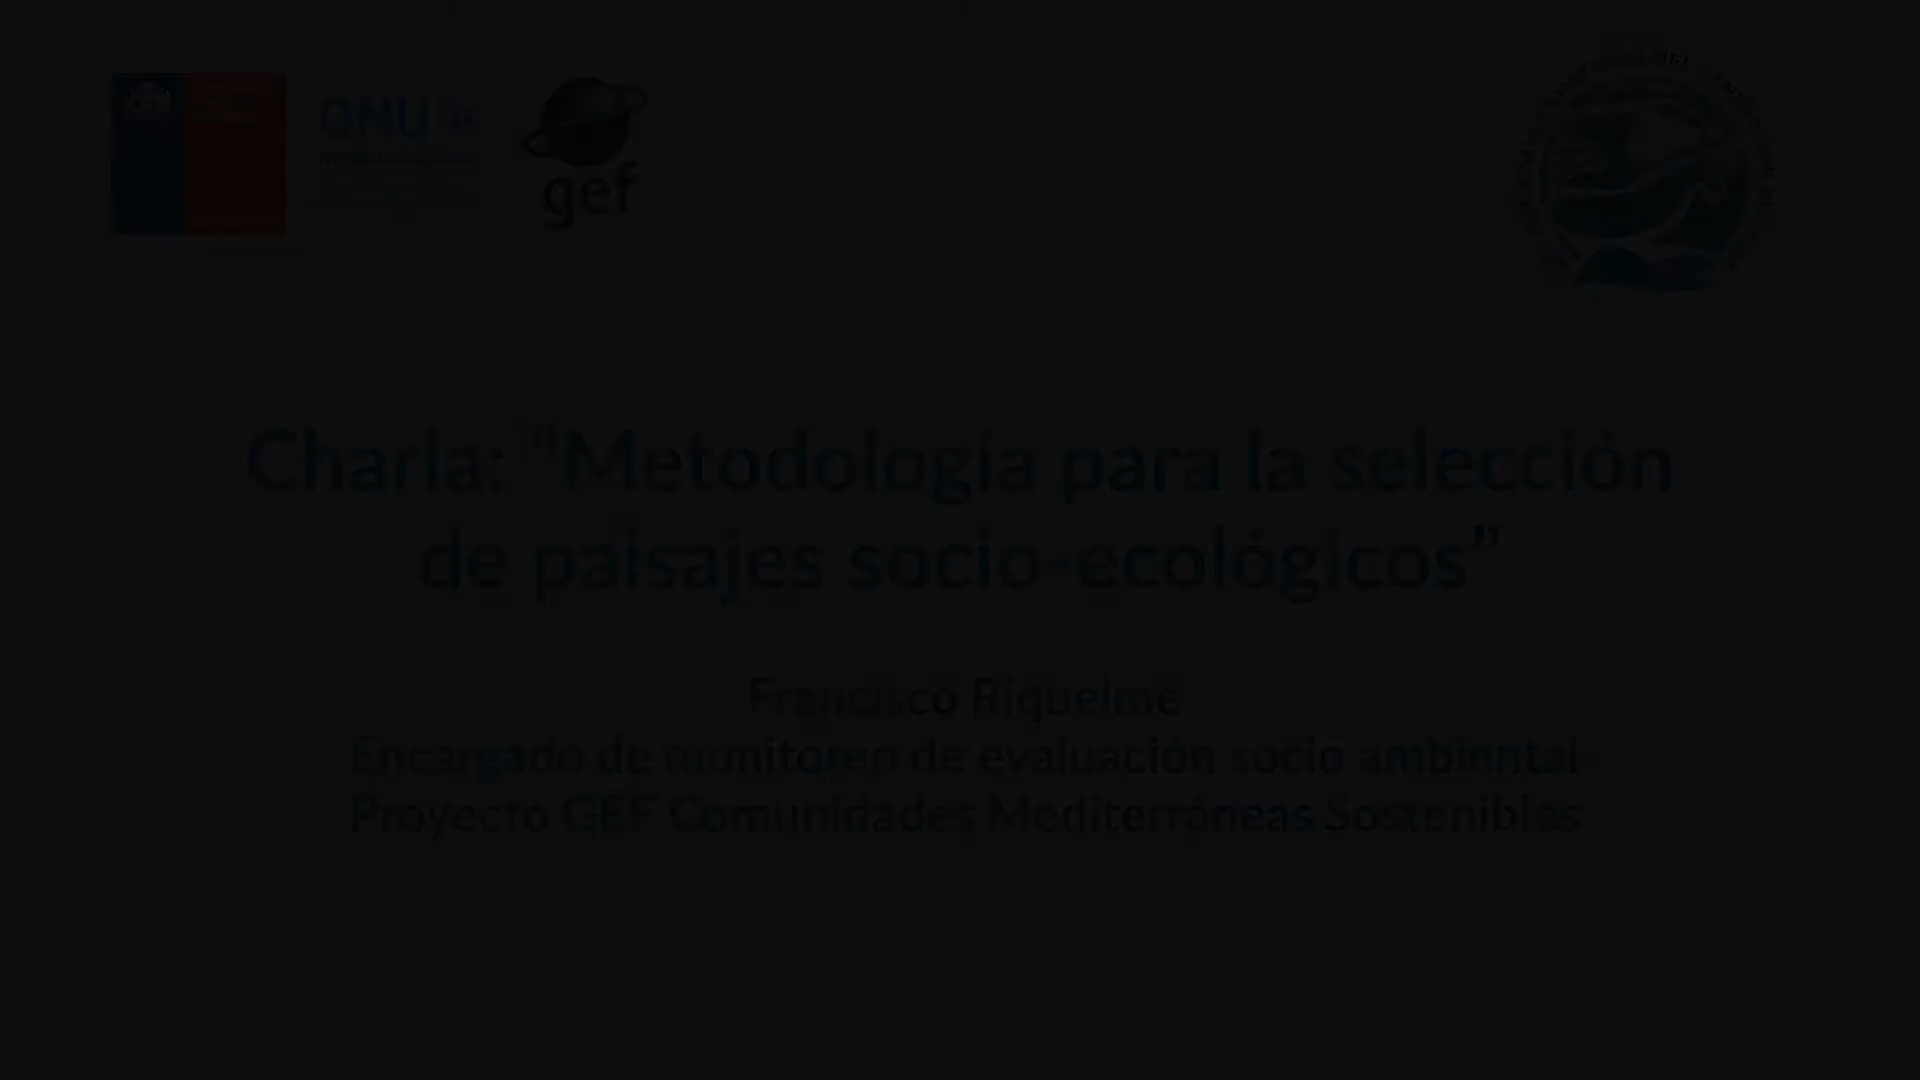 ONU
gef
Charla: "Metodología para la selección
de paisajes socio-ecológicos"
Francisco Riquelme
Encargado de monitoreo de evaluación socio ambiental
Proyecto GEF Comunidades Mediterráneas Sostenibles